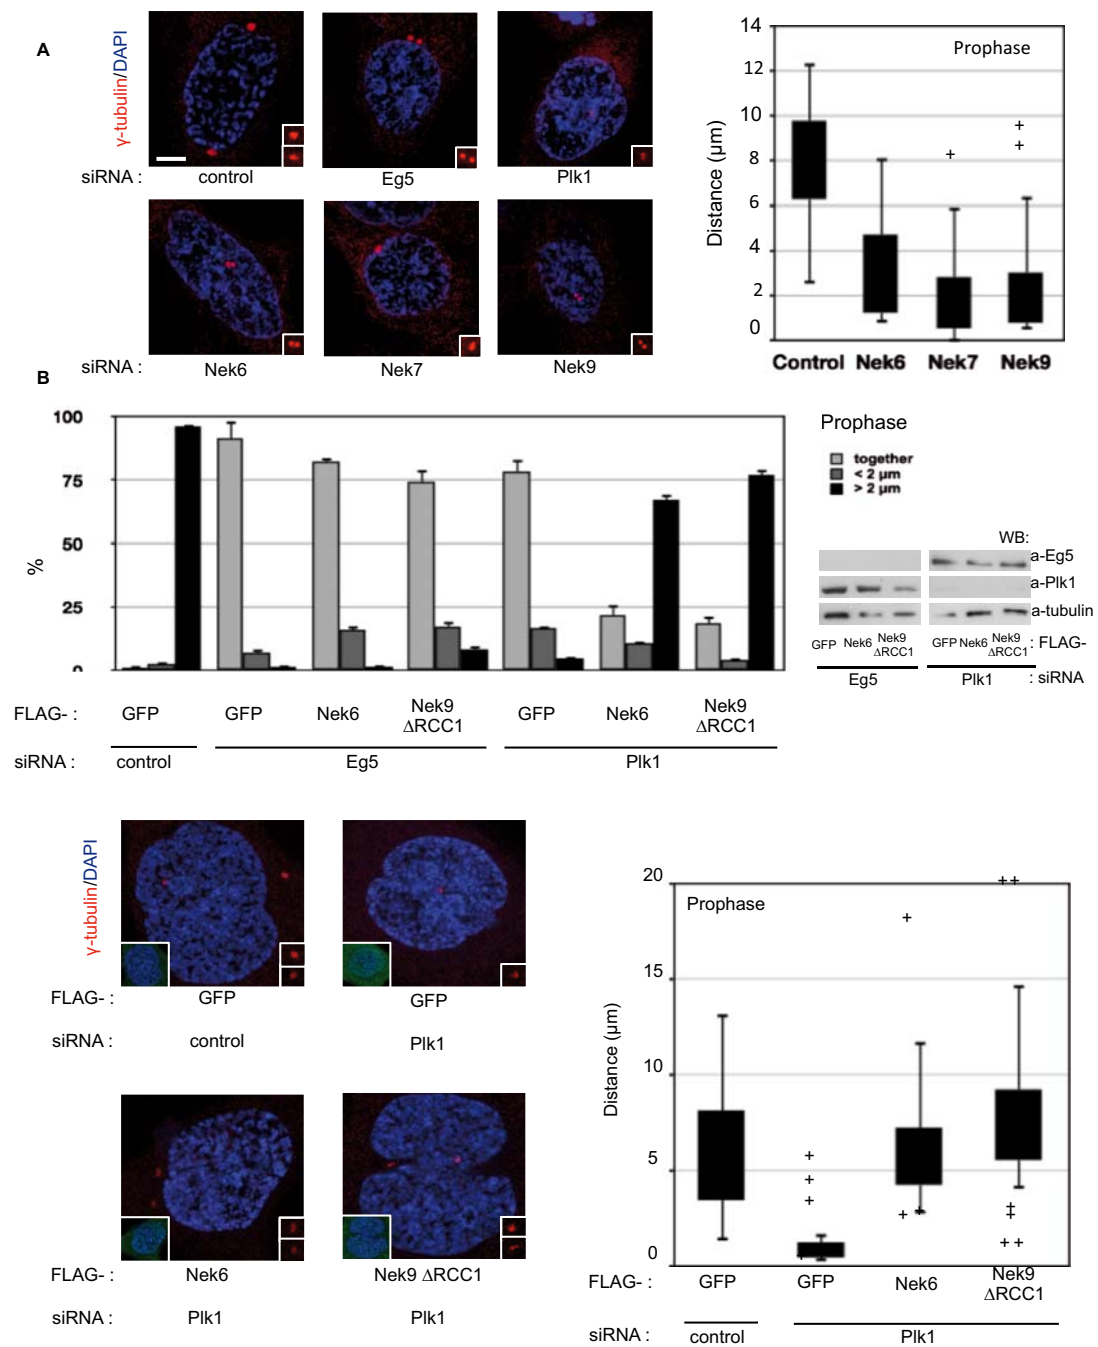 A
γ-tubulin/DAPI
siRNA : control Eg5 Plk1
siRNA : Nek6 Nek7 Nek9
14
12
10
8
6
4
2
0
Distance (µm)
Prophase
Control Nek6 Nek7 Nek9
B
100
75
50
25
0
%
FLAG- : GFP GFP Nek6 Nek9 ΔRCC1 GFP Nek6 Nek9 ΔRCC1
siRNA : control Eg5 Plk1
Prophase
together
< 2 µm
> 2 µm
WB:
a-Eg5
a-Plk1
a-tubulin
GFP Nek6 Nek9 ΔRCC1 GFP Nek6 Nek9 ΔRCC1 : FLAG-
Eg5 Plk1 : siRNA
γ-tubulin/DAPI
FLAG- : GFP GFP
siRNA : control Plk1
FLAG- : Nek6 Nek9 ΔRCC1
siRNA : Plk1 Plk1
20
15
10
5
0
Distance (µm)
Prophase
FLAG- : GFP GFP Nek6 Nek9 ΔRCC1
siRNA : control Plk1